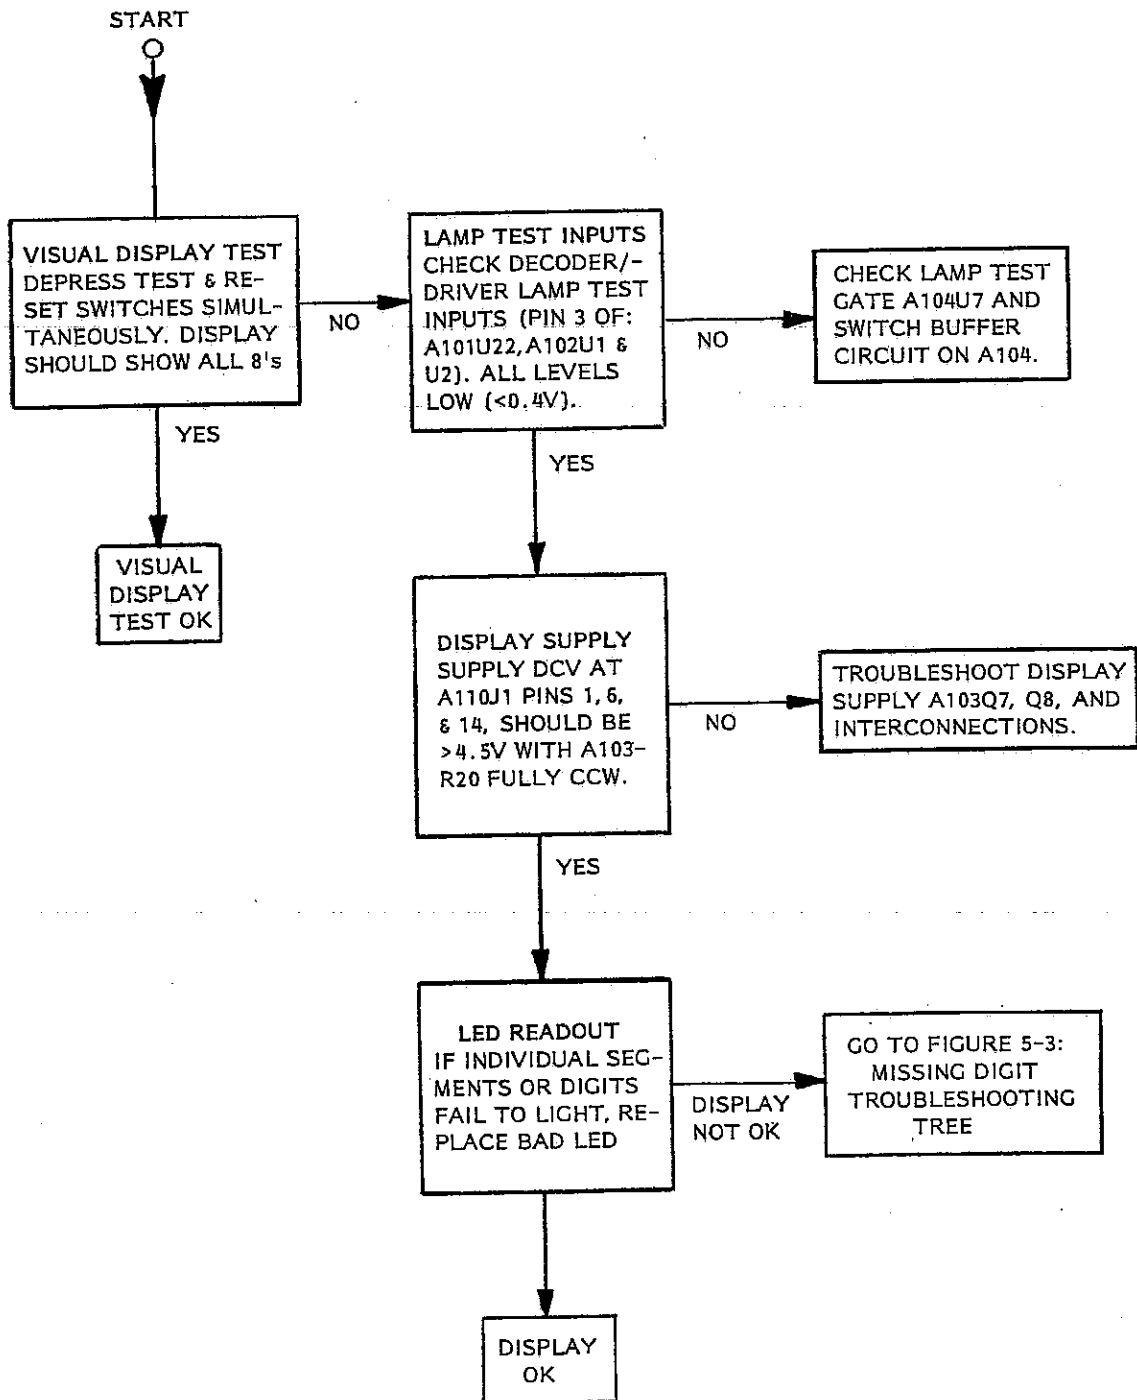 START
VISUAL DISPLAY TEST
DEPRESS TEST & RE-
SET SWITCHES SIMUL-
TANEOUSLY. DISPLAY
SHOULD SHOW ALL 8's
NO
LAMP TEST INPUTS
CHECK DECODER/-
DRIVER LAMP TEST
INPUTS (PIN 3 OF:
A101U22,A102U1 &
U2). ALL LEVELS
LOW (<0.4V).
NO
CHECK LAMP TEST
GATE A104U7 AND
SWITCH BUFFER
CIRCUIT ON A104.
YES
VISUAL
DISPLAY
TEST OK
YES
DISPLAY SUPPLY
SUPPLY DCV AT
A110J1 PINS 1,6,
& 14, SHOULD BE
>4.5V WITH A103-
R20 FULLY CCW.
NO
TROUBLESHOOT DISPLAY
SUPPLY A103Q7, Q8, AND
INTERCONNECTIONS.
YES
LED READOUT
IF INDIVIDUAL SEG-
MENTS OR DIGITS
FAIL TO LIGHT, RE-
PLACE BAD LED
DISPLAY
NOT OK
GO TO FIGURE 5-3:
MISSING DIGIT
TROUBLESHOOTING
TREE
DISPLAY
OK